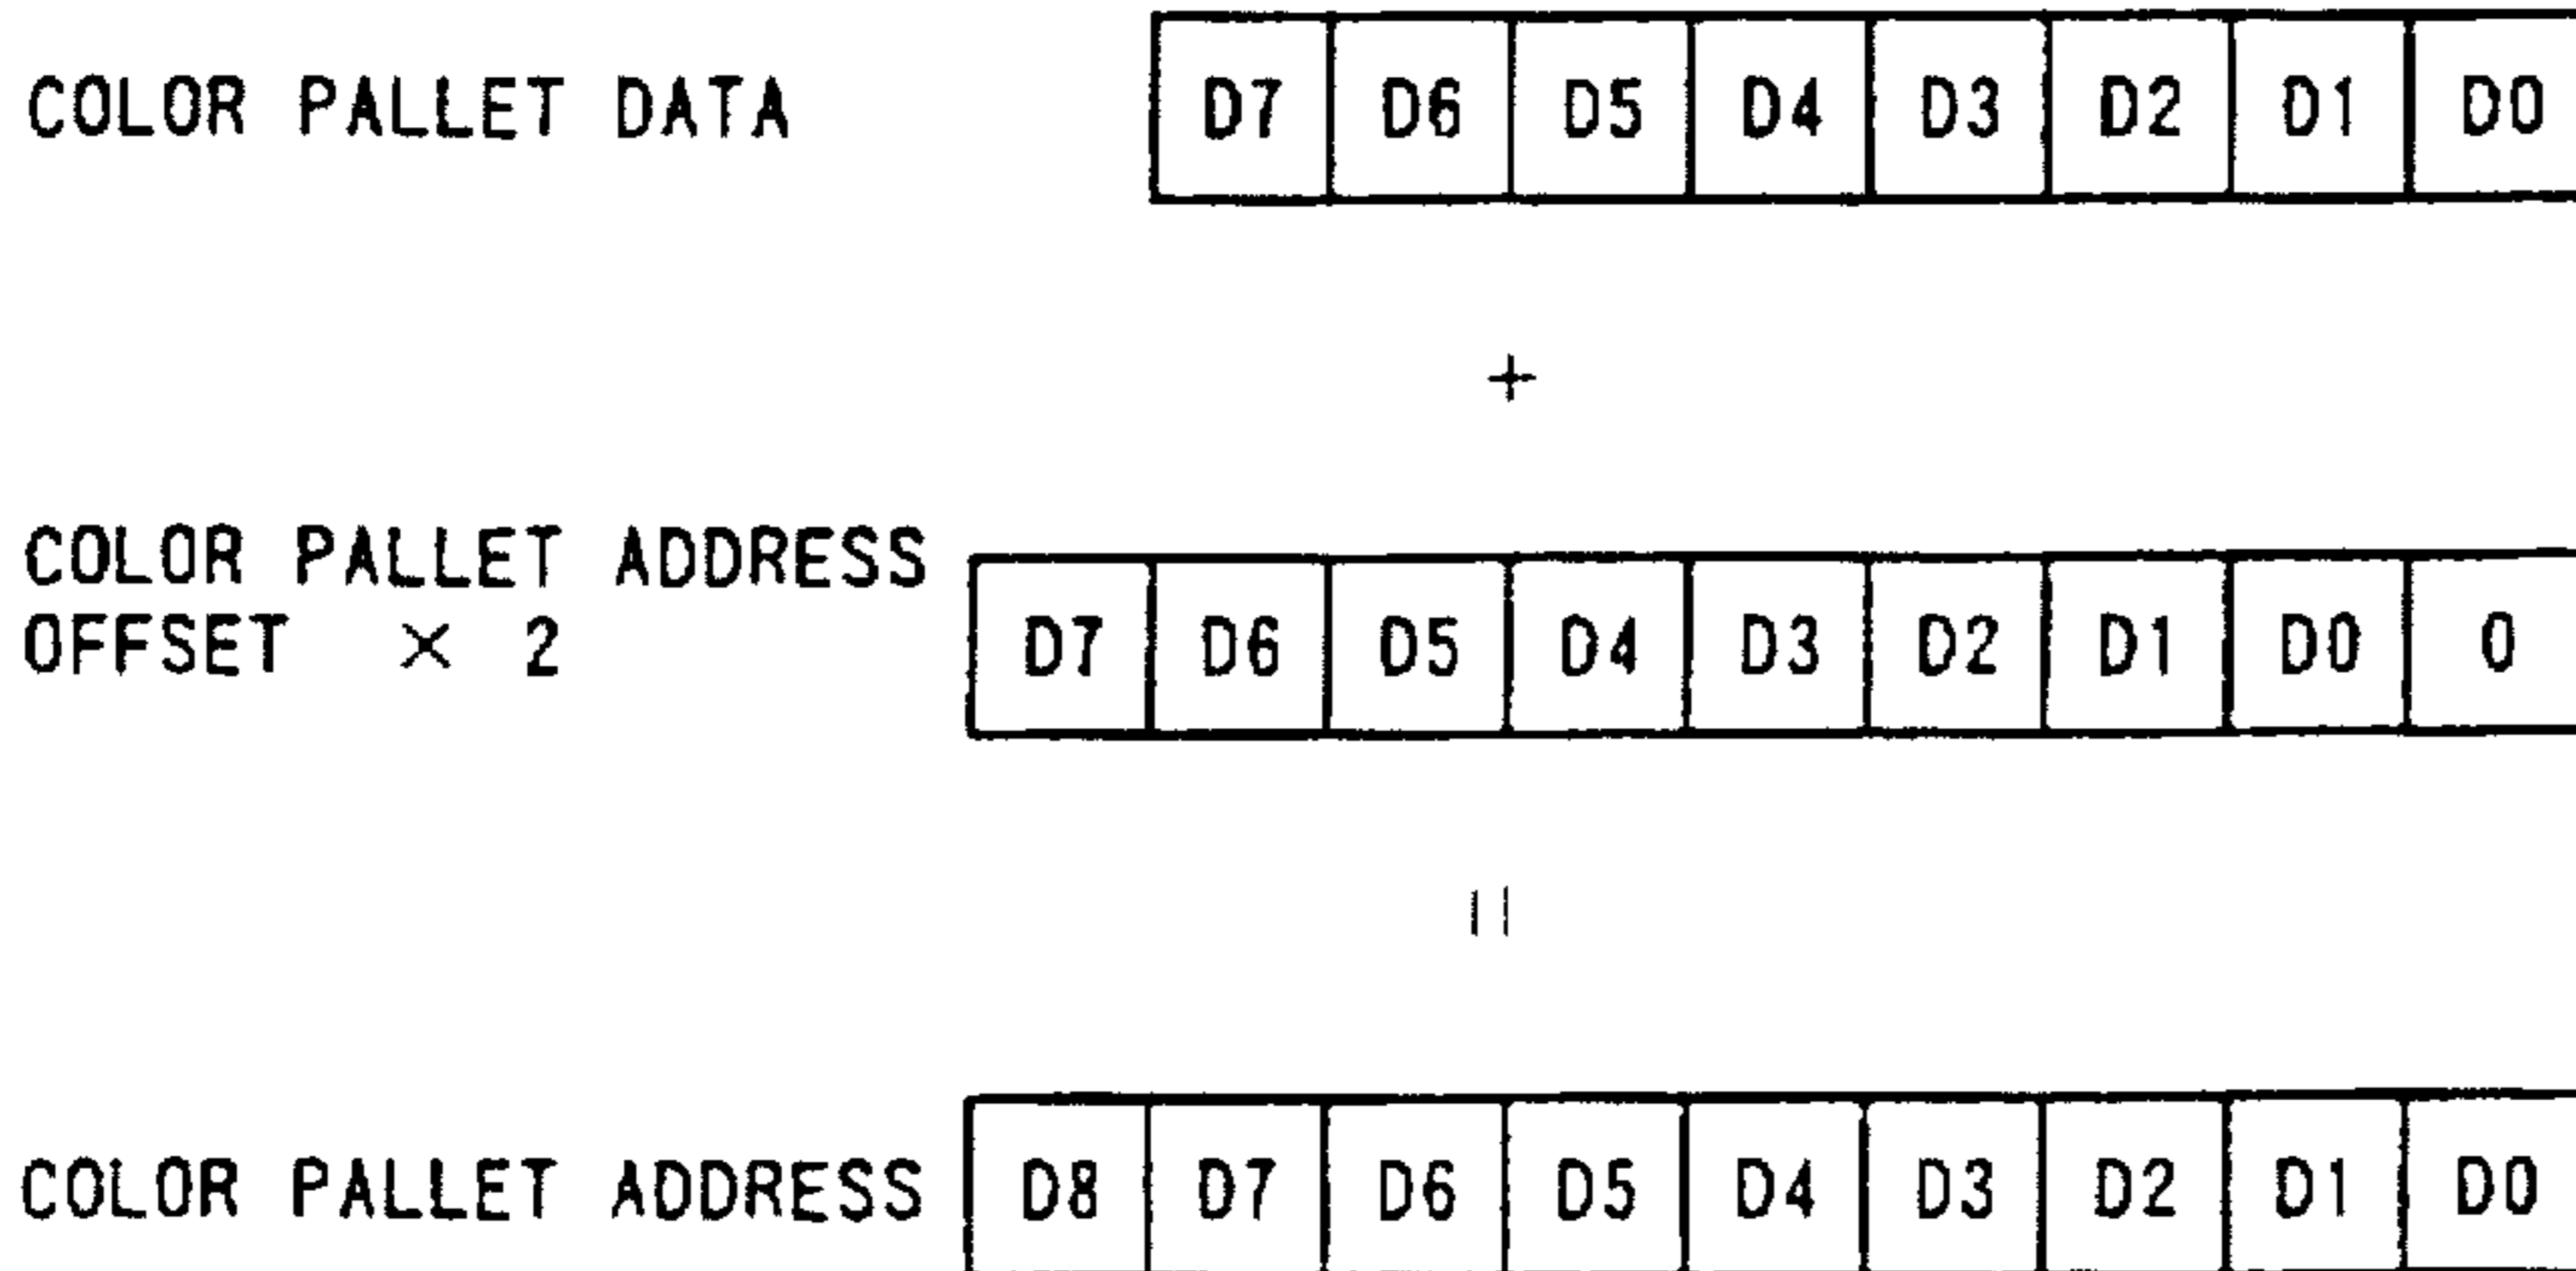 COLOR PALLET DATA D7 D6 D5 D4 D3 D2 D1 D0
+
COLOR PALLET ADDRESS
OFFSET × 2 D7 D6 D5 D4 D3 D2 D1 D0 0
||
COLOR PALLET ADDRESS D8 D7 D6 D5 D4 D3 D2 D1 D0